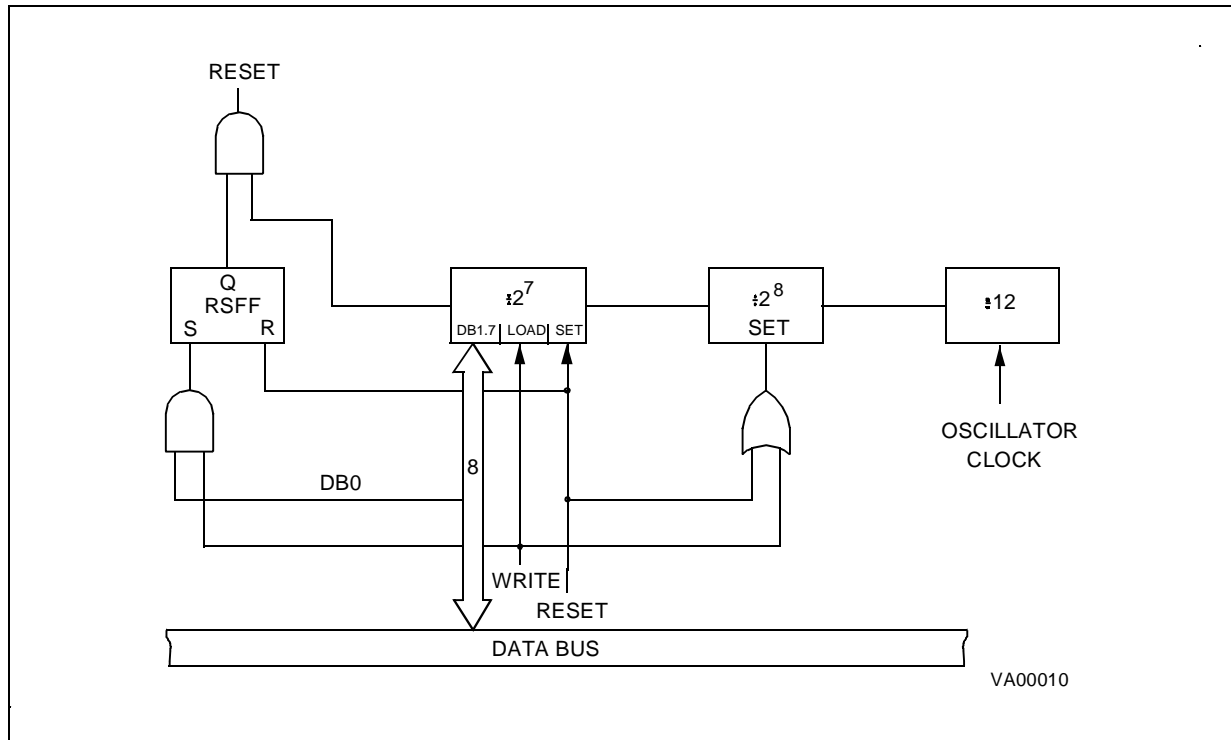 RESET
Q
RSFF
S R
÷2⁷
DB1.7 LOAD SET
÷2⁸
SET
÷12
OSCILLATOR
CLOCK
8
DB0
WRITE
RESET
DATA BUS
VA00010